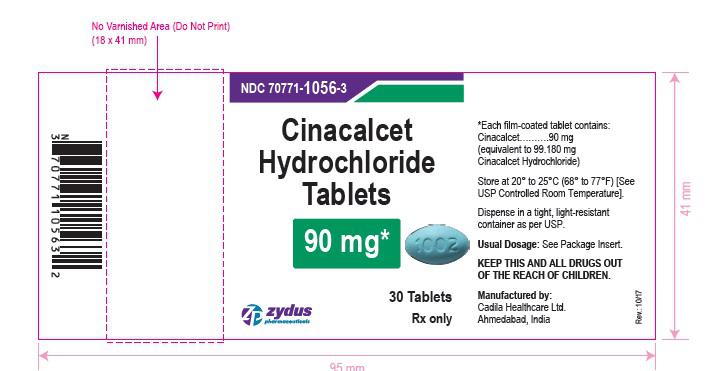 No Varnished Area (Do Not Print)
(18 x 41 mm)
N
3 70771 10563 2
NDC 70771-1056-3
Cinacalcet
Hydrochloride
Tablets
90 mg*
1002
30 Tablets
Rx only
zydus
pharmaceuticals
*Each film-coated tablet contains:
Cinacalcet..........90 mg
(equivalent to 99.180 mg
Cinacalcet Hydrochloride)
Store at 20° to 25°C (68° to 77°F) [See
USP Controlled Room Temperature].
Dispense in a tight, light-resistant
container as per USP.
Usual Dosage: See Package Insert.
KEEP THIS AND ALL DRUGS OUT
OF THE REACH OF CHILDREN.
Manufactured by:
Cadila Healthcare Ltd.
Ahmedabad, India
Rev.: 10/17
41 mm
95 mm